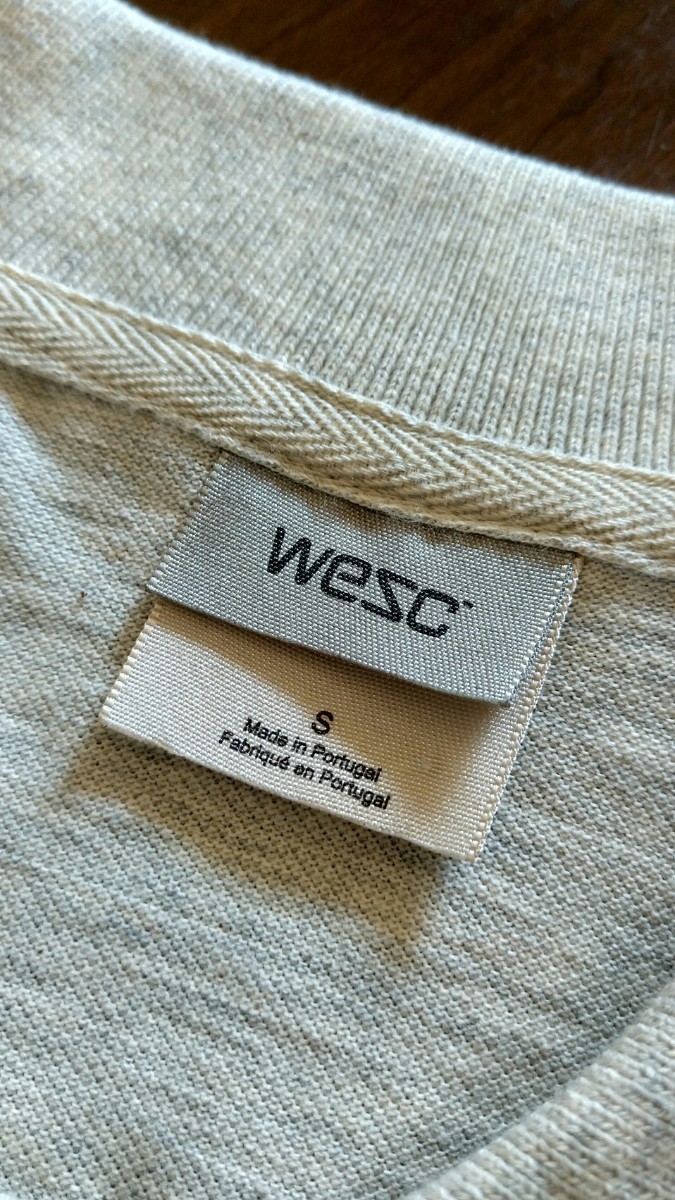 wesc
S
Made in Portugal
Fabriqué en Portugal